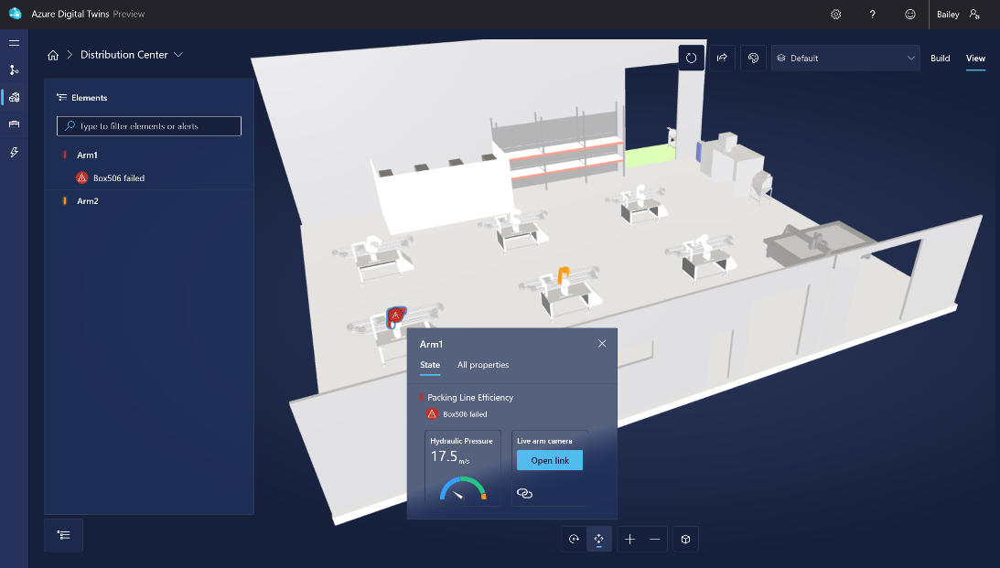 Azure Digital Twins Preview
?
Bailey
Distribution Center
Default
Build
View
Elements
Type to filter elements or alerts
Arm1
Box506 failed
Arm2
Arm1
State
All properties
Packing Line Efficiency
Box506 failed
Hydraulic Pressure
17.5 m/s
Live arm camera
Open link